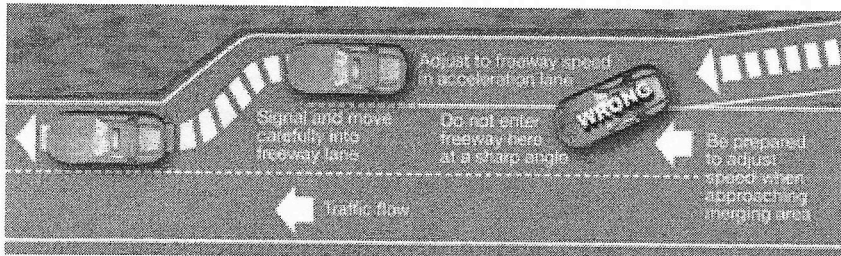 Adjust to freeway speed
in acceleration lane
WRONG
Signal and move
carefully into
freeway lane
Do not enter
freeway here
at a sharp angle
Be prepared
to adjust
speed when
approaching
merging area
Traffic flow